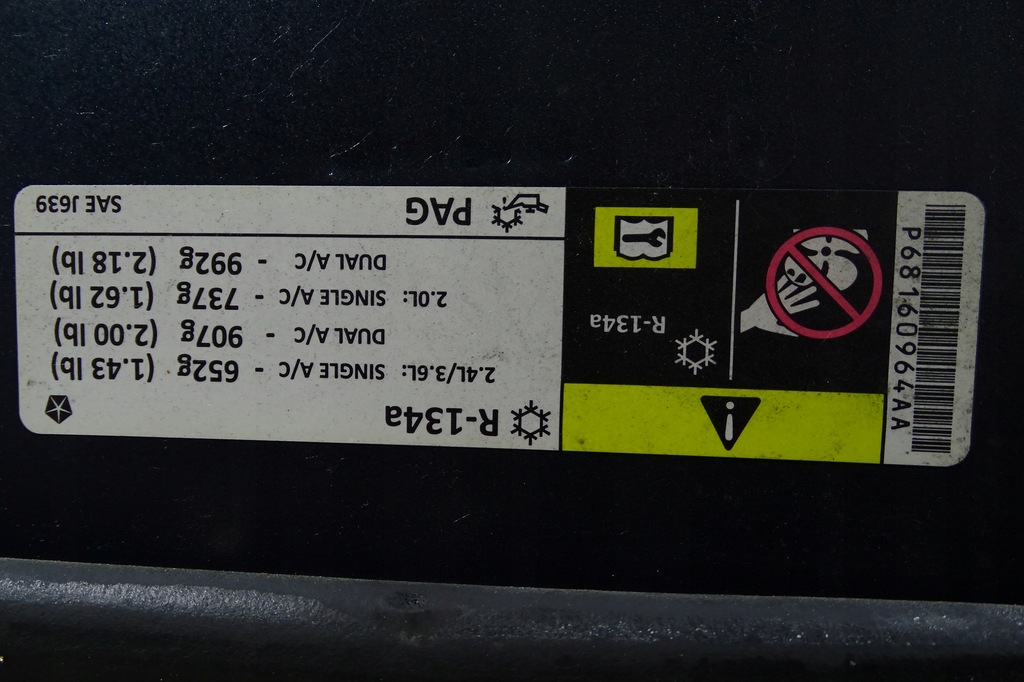 R-134a
2.4L/3.6L: SINGLE A/C - 652g (1.43 lb)
DUAL A/C - 907g (2.00 lb)
2.0L: SINGLE A/C - 737g (1.62 lb)
DUAL A/C - 992g (2.18 lb)
PAG SAE J639
R-134a
P68160964AA